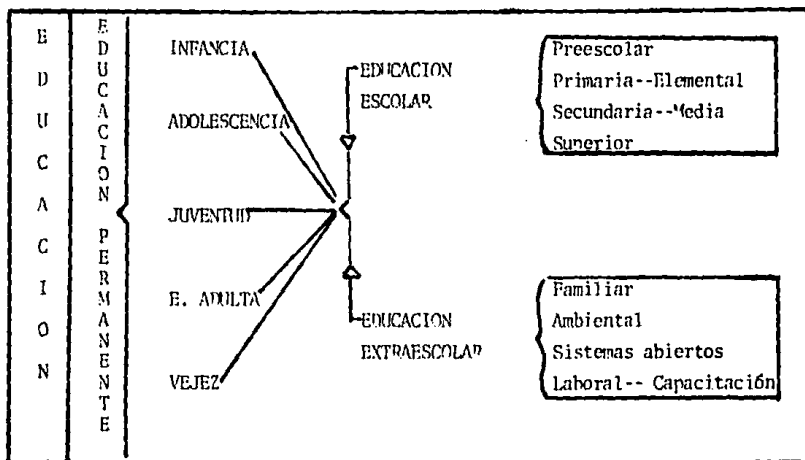 EDUCACION
EDUCACION PERMANENTE
INFANCIA
ADOLESCENCIA
JUVENTUD
E. ADULTA
VEJEZ
EDUCACION
ESCOLAR
EDUCACION
EXTRAESCOLAR
Preescolar
Primaria--Elemental
Secundaria--Media
Superior
Familiar
Ambiental
Sistemas abiertos
Laboral-- Capacitación